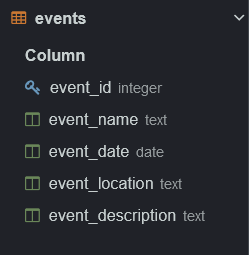 events
Column
event_id integer
event_name text
event_date date
event_location text
event_description text